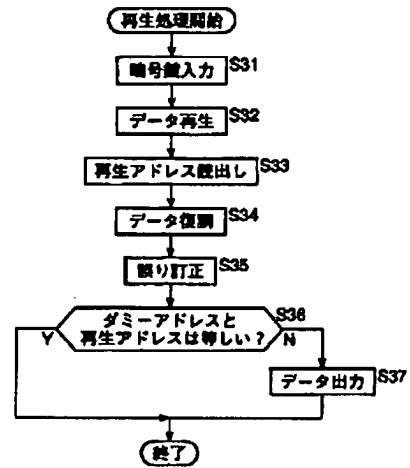 再生処理開始
暗号鍵入力
S31
データ再生
S32
再生アドレス読出し
S33
データ復調
S34
誤り訂正
S35
ダミーアドレスと
再生アドレスは等しい?
S36
Y
N
データ出力
S37
終了